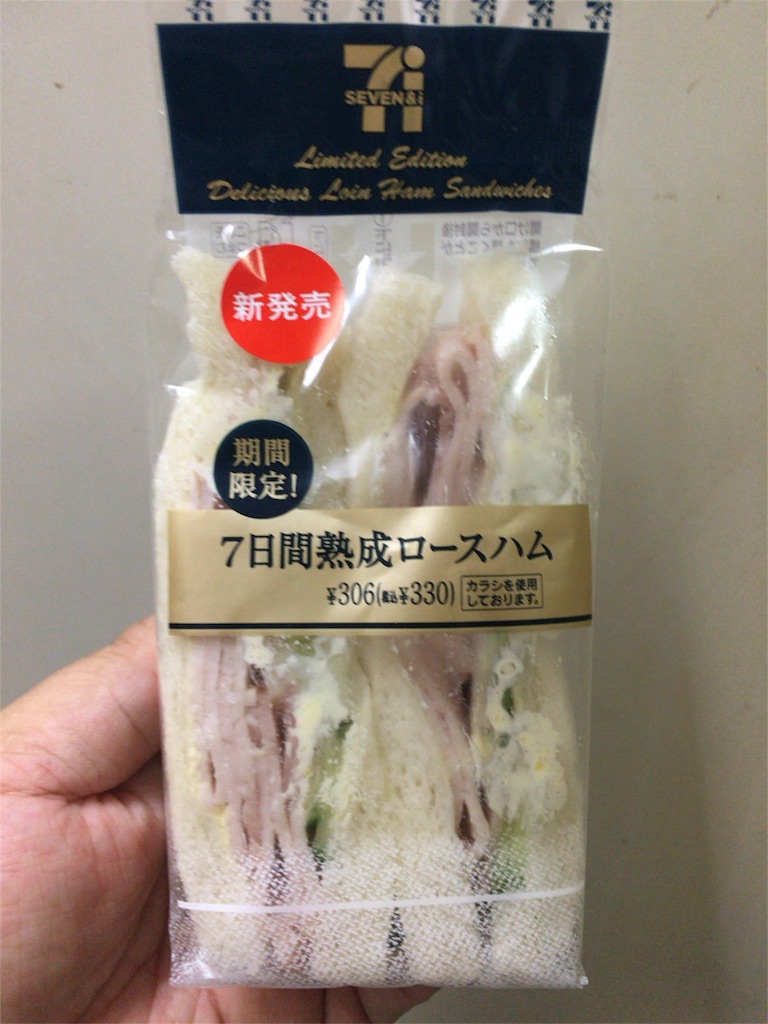 SEVEN&i
Limited Edition
Delicious Loin Ham Sandwiches
新発売
期間
限定!
7日間熟成ロースハム
¥306(税込¥330)
カラシを使用
しております。